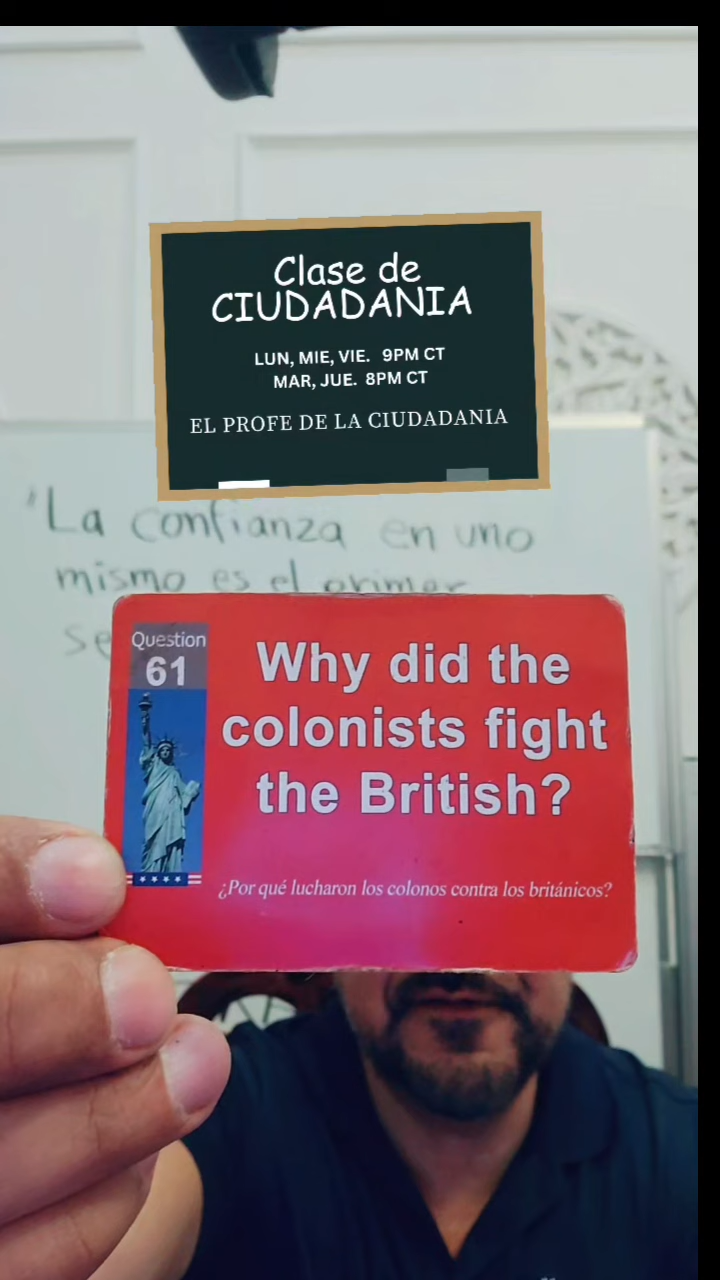 Clase de
CIUDADANIA
LUN, MIE, VIE. 9PM CT
MAR, JUE. 8PM CT
EL PROFE DE LA CIUDADANIA
"La confianza en uno
mismo es el primer
se
Question
61
Why did the
colonists fight
the British?
¿Por qué lucharon los colonos contra los británicos?